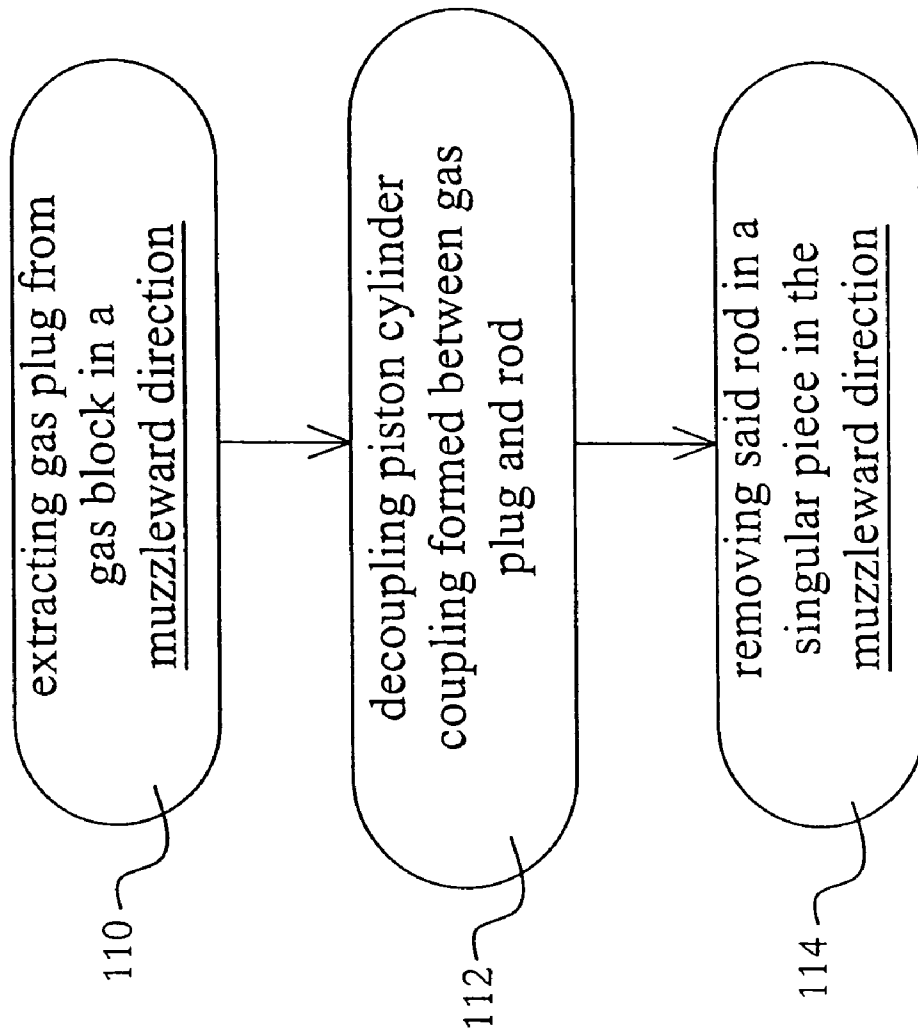 110
extracting gas plug from
gas block in a
muzzleward direction
112
decoupling piston cylinder
coupling formed between gas
plug and rod
114
removing said rod in a
singular piece in the
muzzleward direction